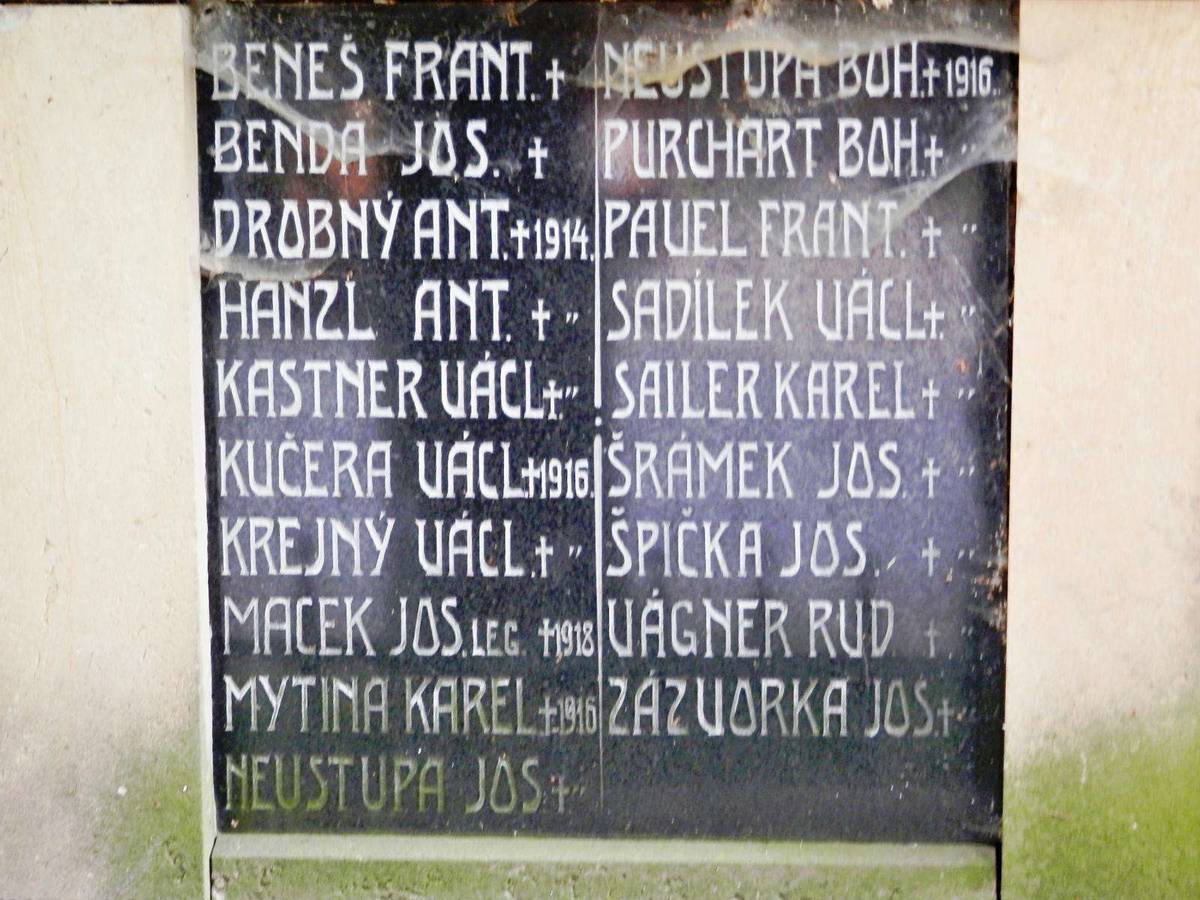 BENEŠ FRANT. †
BENDA JOS. †
DROBNÝ ANT. † 1914.
HANZL ANT. † "
KASTNER VÁCL. † "
KUČERA VÁCL. † 1916.
KREJNÝ VÁCL. † "
MACEK JOS. LEG. † 1918
MYTINA KAREL † 1916
NEUSTUPA JOS. † "
NEUSTUPA BOH. † 1916.
PURCHART BOH. † "
PAVEL FRANT. † "
SADÍLEK VÁCL. † "
SAILER KAREL † "
ŠRÁMEK JOS. † "
ŠPIČKA JOS. † "
VÁGNER RUD † "
ZÁZVORKA JOS. † "